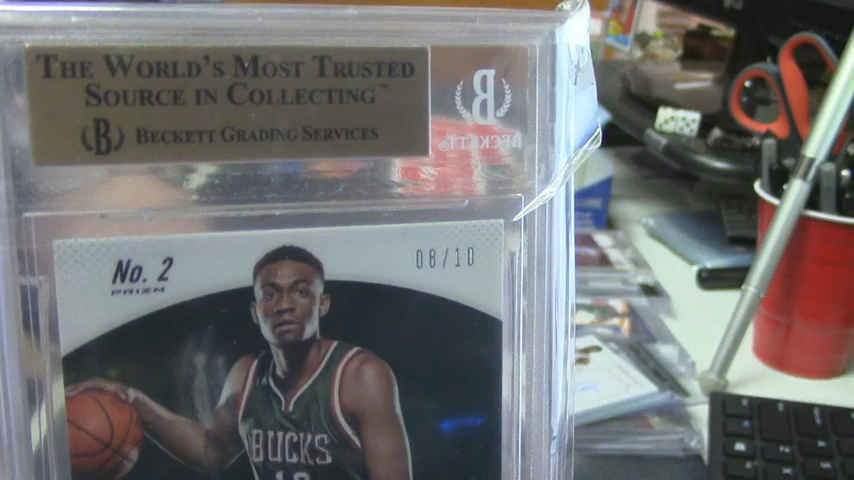 THE WORLD'S MOST TRUSTED
SOURCE IN COLLECTING™
B BECKETT GRADING SERVICES
B
BECKETT
No. 2
PRIZM
08/10
BUCKS